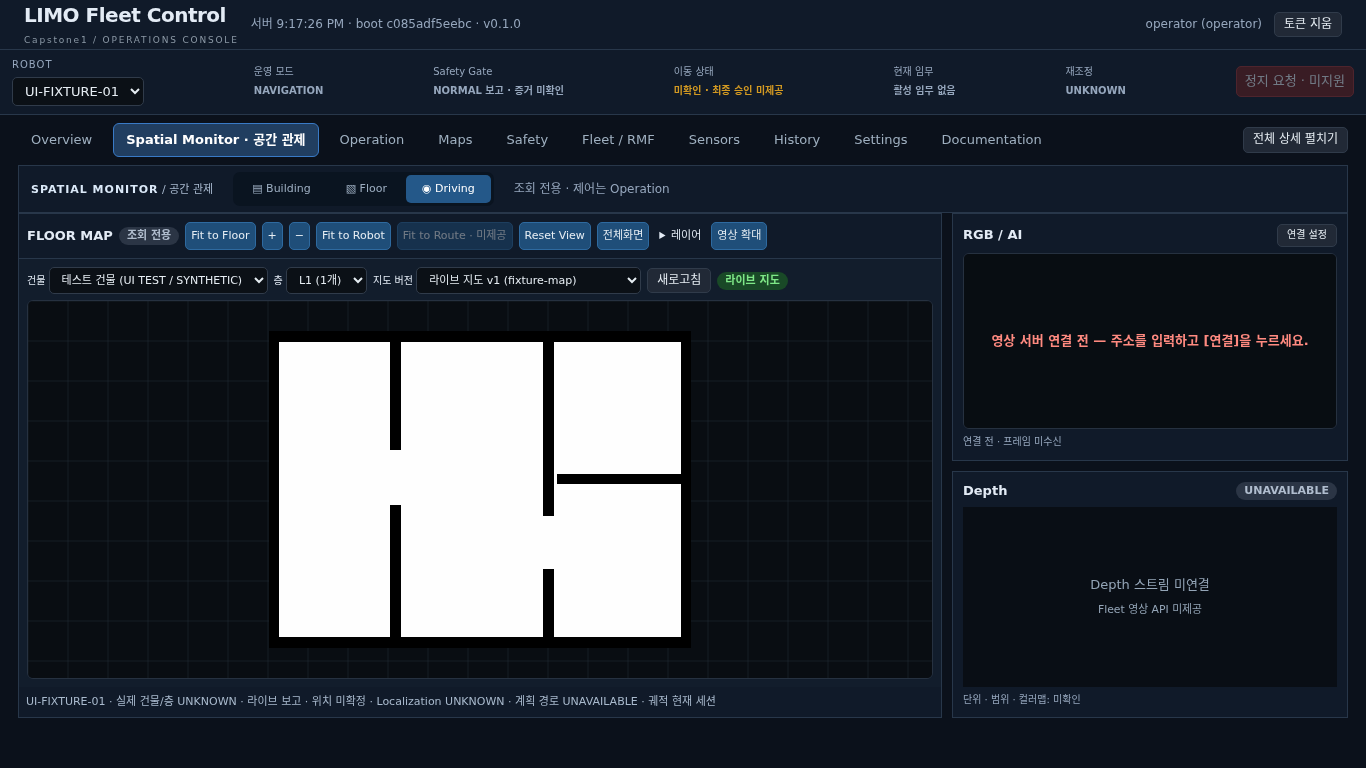 LIMO Fleet Control
Capstone1 / OPERATIONS CONSOLE
서버 9:17:26 PM · boot c085adf5eebc · v0.1.0
operator (operator)
토큰 지움
ROBOT
UI-FIXTURE-01
운영 모드
NAVIGATION
Safety Gate
NORMAL 보고 · 증거 미확인
이동 상태
미확인 · 최종 승인 미제공
현재 임무
활성 임무 없음
재조정
UNKNOWN
정지 요청 · 미지원
Overview
Spatial Monitor · 공간 관제
Operation
Maps
Safety
Fleet / RMF
Sensors
History
Settings
Documentation
전체 상세 펼치기
SPATIAL MONITOR / 공간 관제
▤ Building
▧ Floor
◉ Driving
조회 전용 · 제어는 Operation
FLOOR MAP
조회 전용
Fit to Floor
+
−
Fit to Robot
Fit to Route · 미제공
Reset View
전체화면
▶ 레이어
영상 확대
건물
테스트 건물 (UI TEST / SYNTHETIC)
층
L1 (1개)
지도 버전
라이브 지도 v1 (fixture-map)
새로고침
라이브 지도
UI-FIXTURE-01 · 실제 건물/층 UNKNOWN · 라이브 보고 · 위치 미확정 · Localization UNKNOWN · 계획 경로 UNAVAILABLE · 궤적 현재 세션
RGB / AI
연결 설정
영상 서버 연결 전 — 주소를 입력하고 [연결]을 누르세요.
연결 전 · 프레임 미수신
Depth
UNAVAILABLE
Depth 스트림 미연결
Fleet 영상 API 미제공
단위 · 범위 · 컬러맵: 미확인